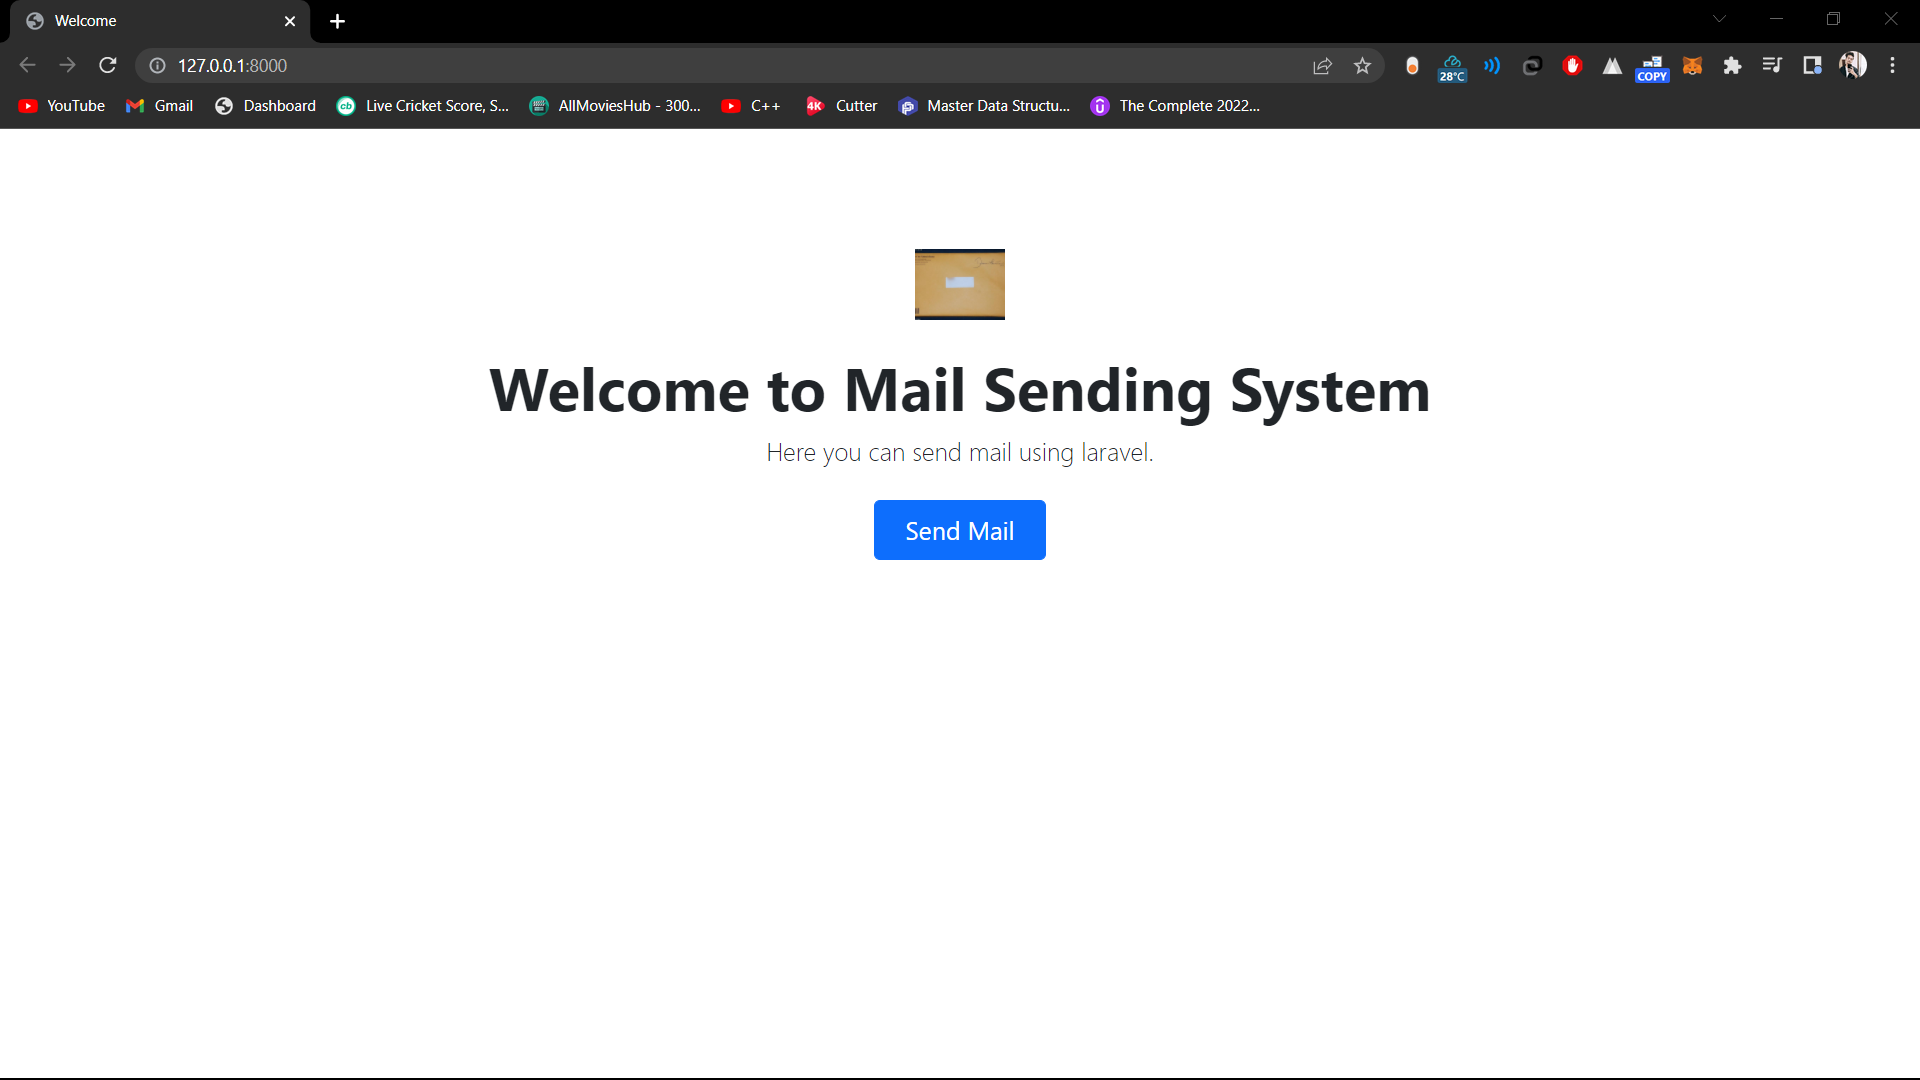 Welcome
127.0.0.1:8000
28°C
COPY
YouTube Gmail Dashboard Live Cricket Score, S... AllMoviesHub - 300... C++ 4K Cutter Master Data Structu... The Complete 2022...
Welcome to Mail Sending System
Here you can send mail using laravel.
Send Mail